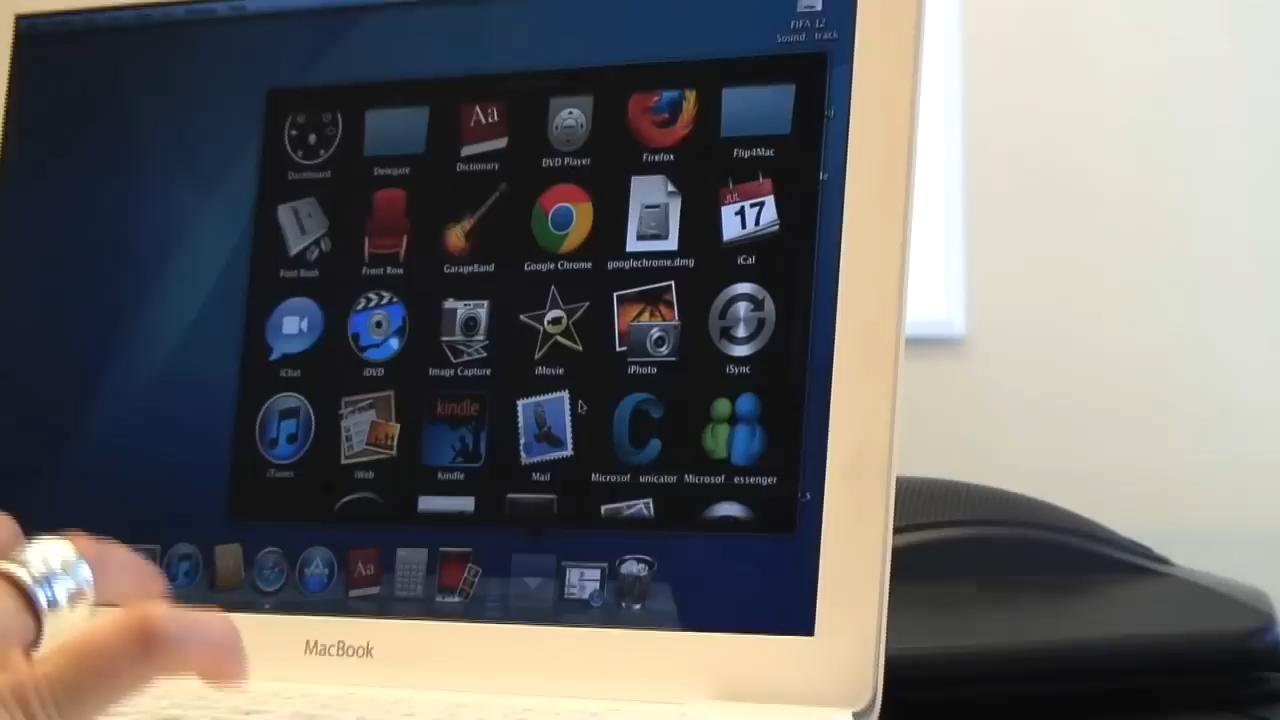 FIFA 12
Sound...track
Dashboard
Delegate
Aa
Dictionary
DVD Player
Firefox
Flip4Mac
Font Book
Front Row
GarageBand
Google Chrome
googlechrome.dmg
JUL
17
iCal
iChat
iDVD
Image Capture
iMovie
iPhoto
iSync
iTunes
iWeb
kindle
Kindle
Mail
Microsof...unicator
Microsof...essenger
Aa
MacBook